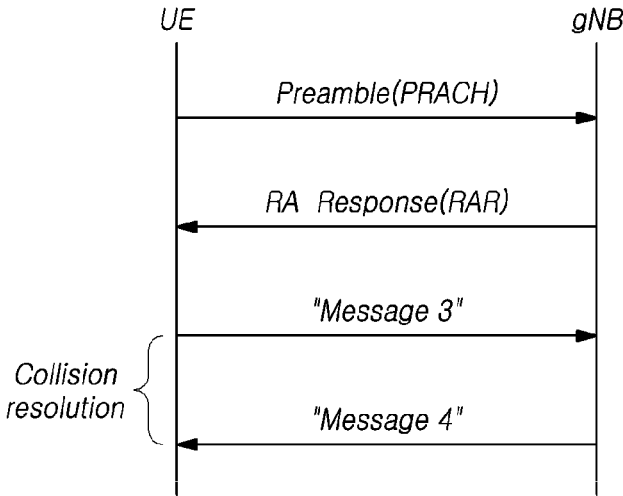 UE
gNB
Preamble(PRACH)
RA Response(RAR)
"Message 3"
Collision
resolution
"Message 4"